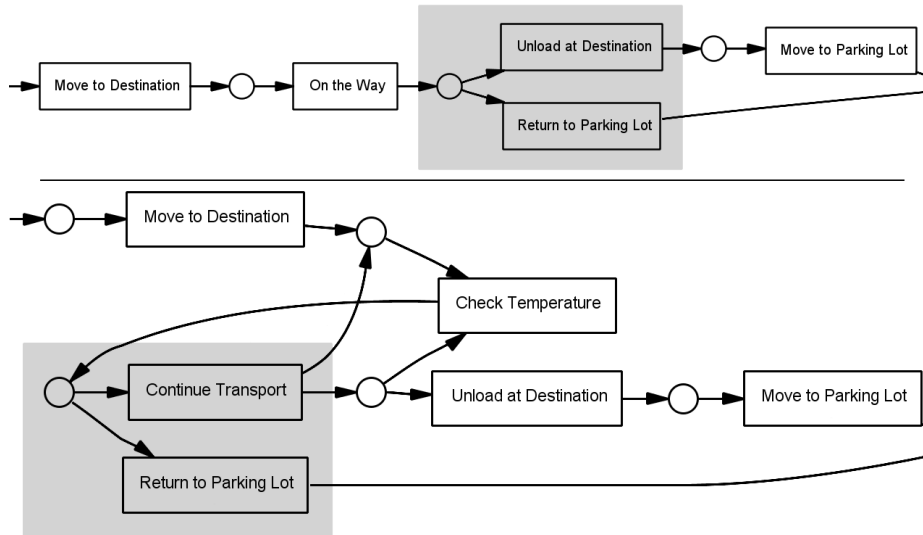 Unload at Destination
Move to Parking Lot
Move to Destination
On the Way
Return to Parking Lot
Move to Destination
Check Temperature
Continue Transport
Unload at Destination
Move to Parking Lot
Return to Parking Lot